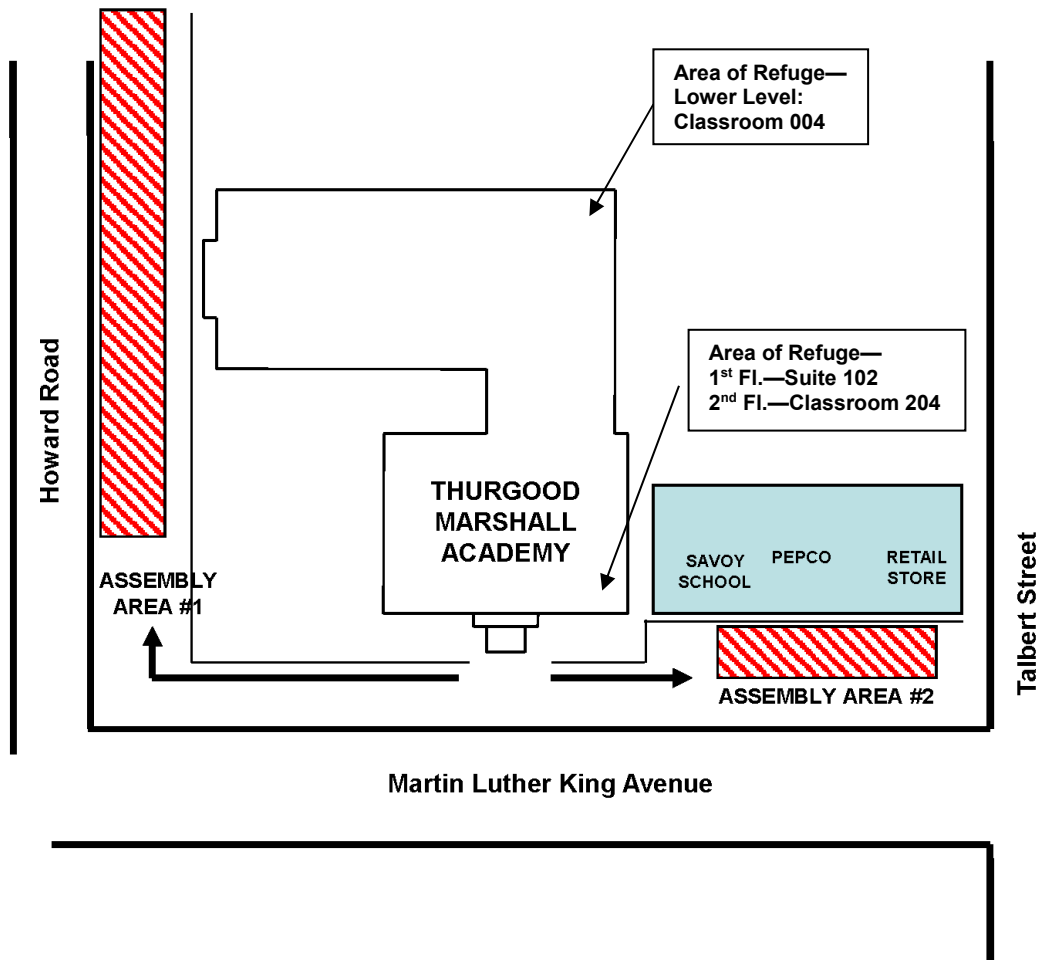 Area of Refuge—
Lower Level:
Classroom 004
Area of Refuge—
1st Fl.—Suite 102
2nd Fl.—Classroom 204
Howard Road
THURGOOD
MARSHALL
ACADEMY
SAVOY
SCHOOL
PEPCO
RETAIL
STORE
ASSEMBLY
AREA #1
Talbert Street
ASSEMBLY AREA #2
Martin Luther King Avenue